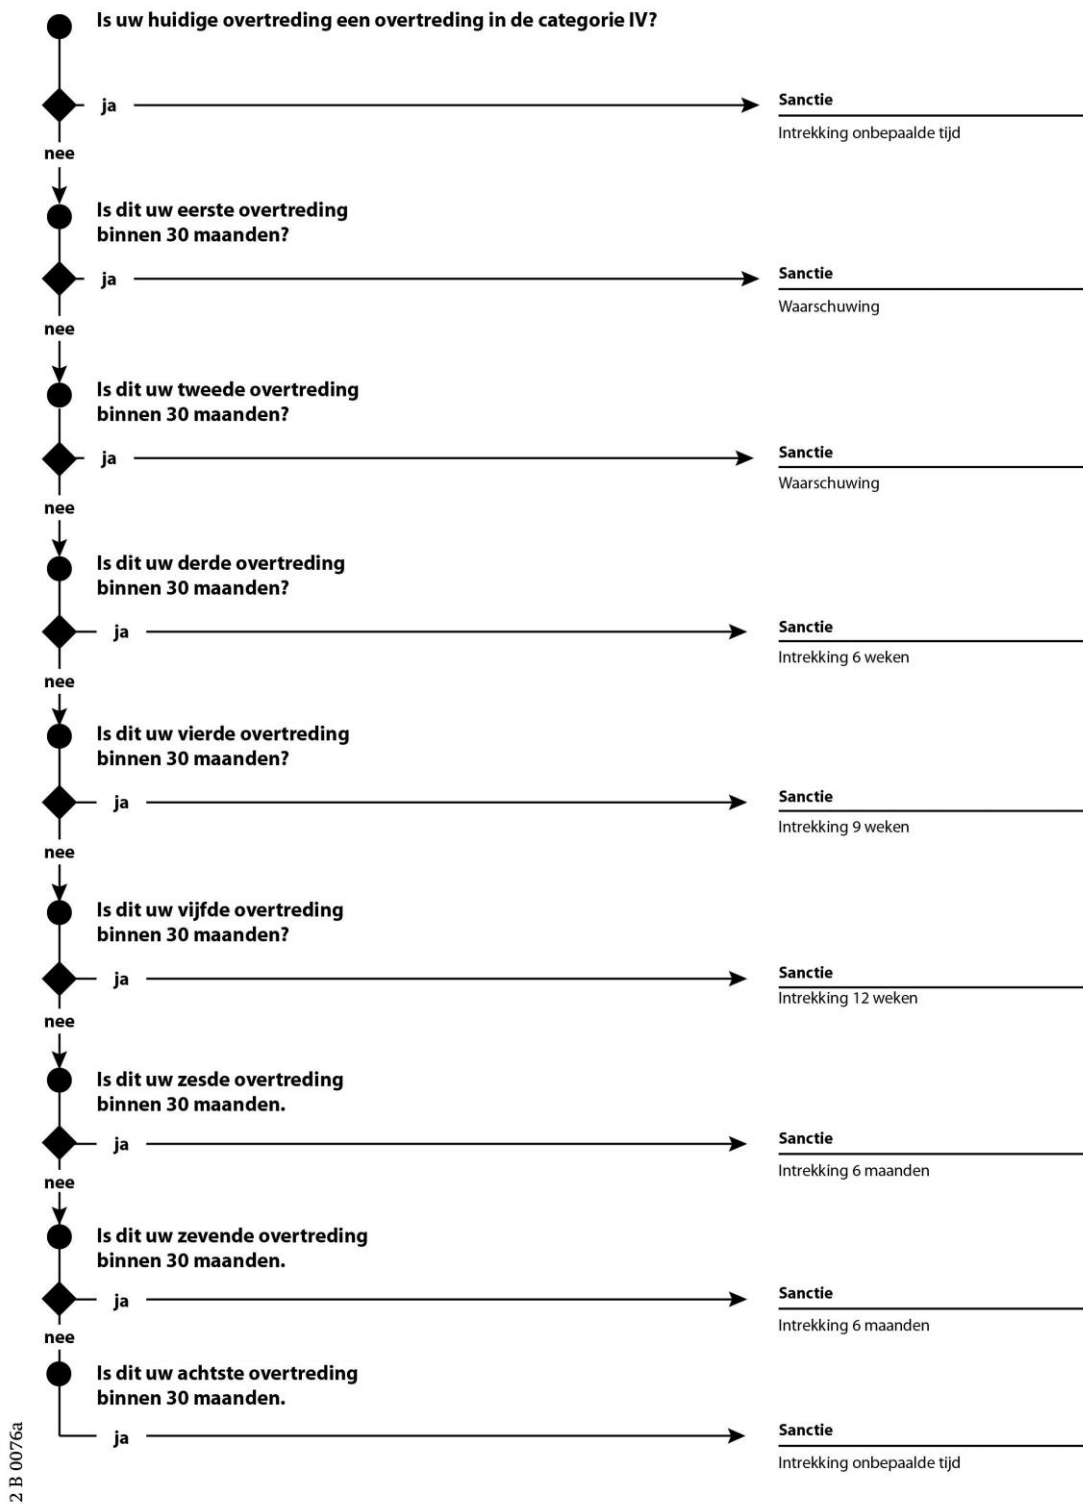 Is uw huidige overtreding een overtreding in de categorie IV?
ja
Sanctie
Intrekking onbepaalde tijd
nee
Is dit uw eerste overtreding
binnen 30 maanden?
ja
Sanctie
Waarschuwing
nee
Is dit uw tweede overtreding
binnen 30 maanden?
ja
Sanctie
Waarschuwing
nee
Is dit uw derde overtreding
binnen 30 maanden?
ja
Sanctie
Intrekking 6 weken
nee
Is dit uw vierde overtreding
binnen 30 maanden?
ja
Sanctie
Intrekking 9 weken
nee
Is dit uw vijfde overtreding
binnen 30 maanden?
ja
Sanctie
Intrekking 12 weken
nee
Is dit uw zesde overtreding
binnen 30 maanden.
ja
Sanctie
Intrekking 6 maanden
nee
Is dit uw zevende overtreding
binnen 30 maanden.
ja
Sanctie
Intrekking 6 maanden
nee
Is dit uw achtste overtreding
binnen 30 maanden.
ja
Sanctie
Intrekking onbepaalde tijd
2 B 0076a